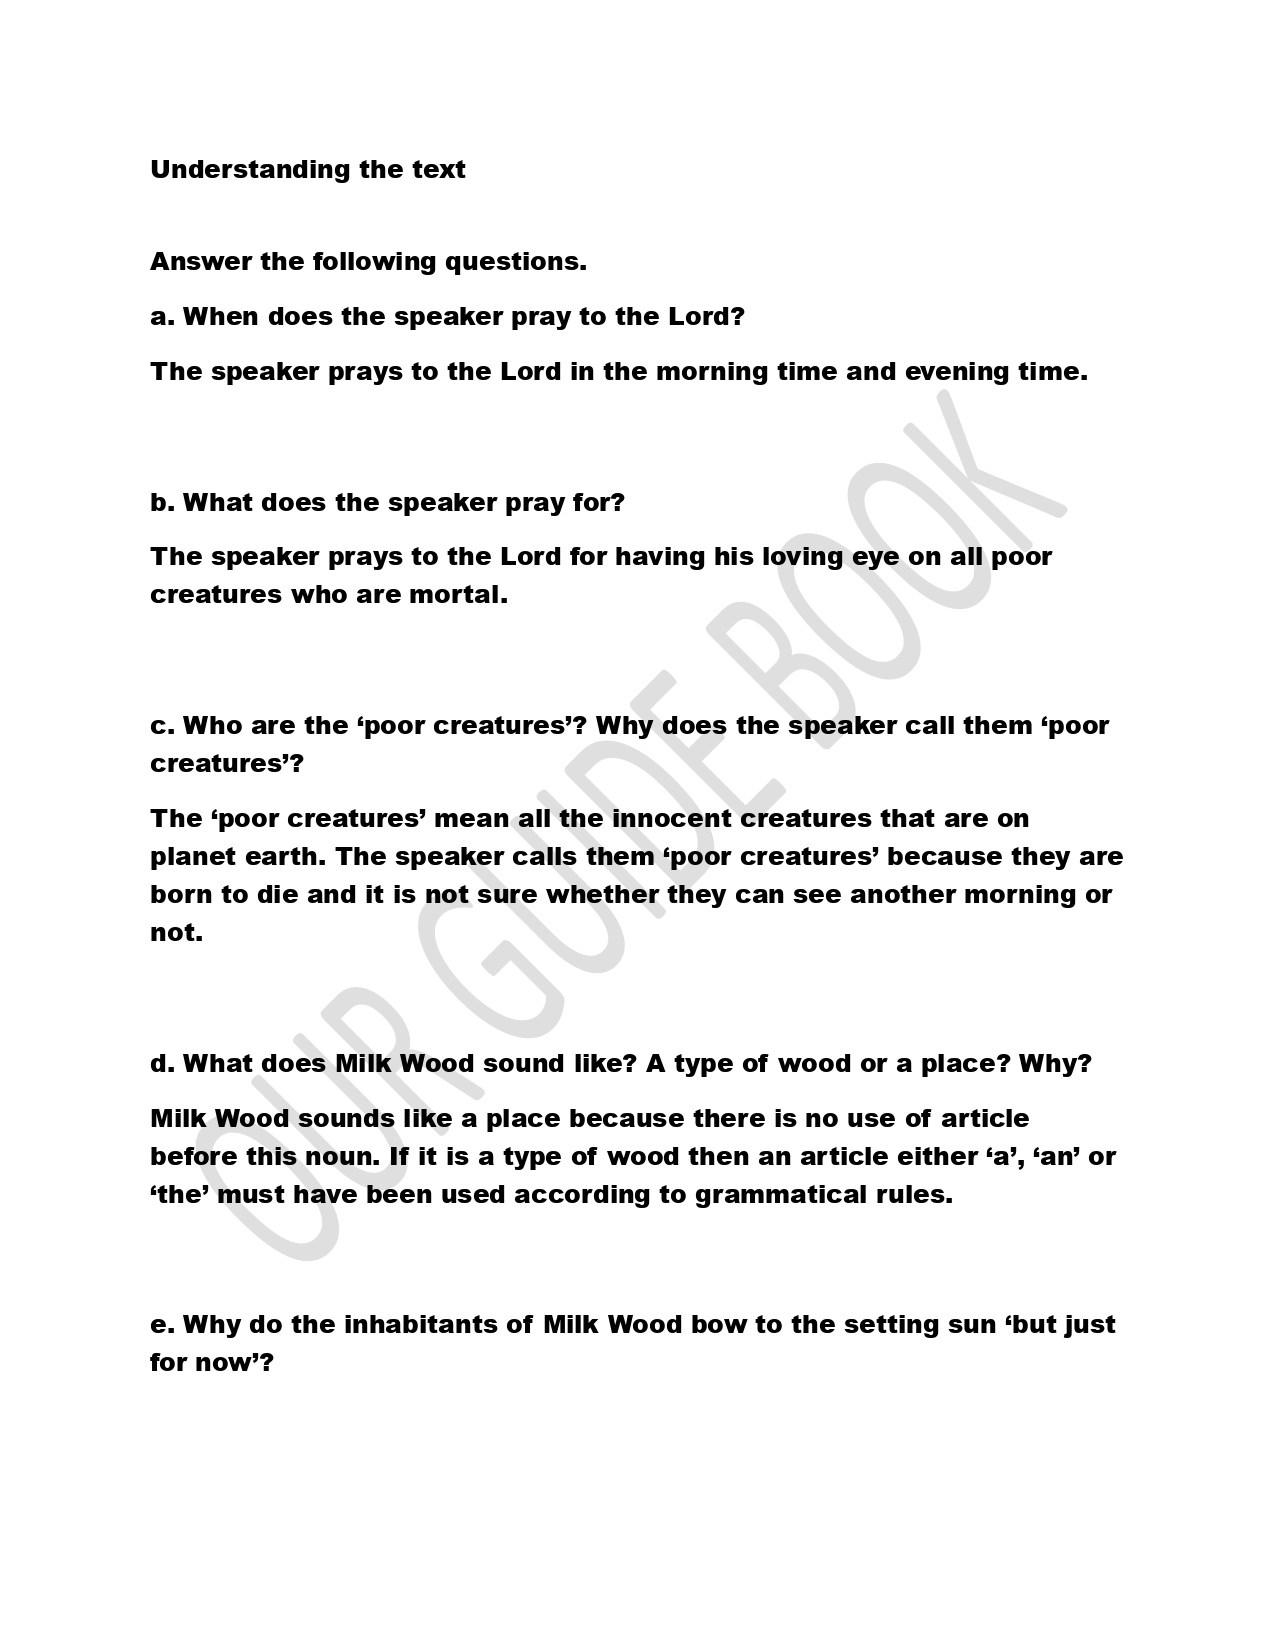 Understanding the text
Answer the following questions.
a. When does the speaker pray to the Lord?
The speaker prays to the Lord in the morning time and evening time.
b. What does the speaker pray for?
The speaker prays to the Lord for having his loving eye on all poor
creatures who are mortal.
c. Who are the ‘poor creatures’? Why does the speaker call them ‘poor
creatures’?
The ‘poor creatures’ mean all the innocent creatures that are on
planet earth. The speaker calls them ‘poor creatures’ because they are
born to die and it is not sure whether they can see another morning or
not.
d. What does Milk Wood sound like? A type of wood or a place? Why?
Milk Wood sounds like a place because there is no use of article
before this noun. If it is a type of wood then an article either ‘a’, ‘an’ or
‘the’ must have been used according to grammatical rules.
e. Why do the inhabitants of Milk Wood bow to the setting sun ‘but just
for now’?
OUR GUIDE BOOK